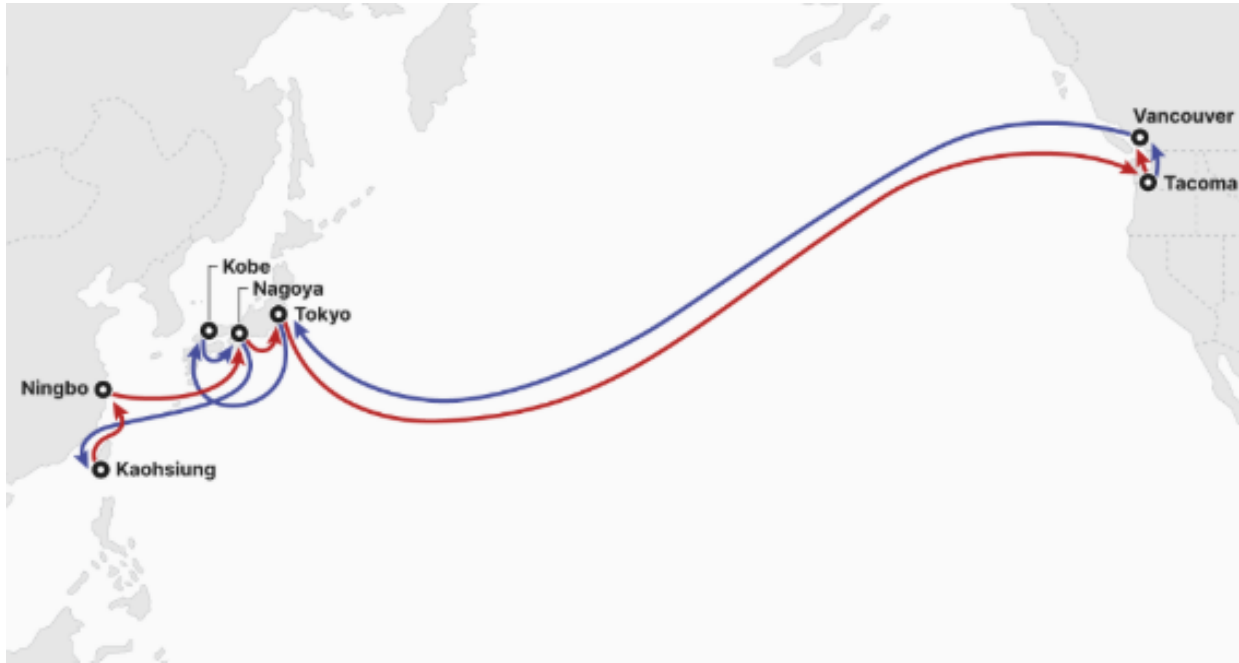 Vancouver
Tacoma
Kobe
Nagoya
Tokyo
Ningbo
Kaohsiung